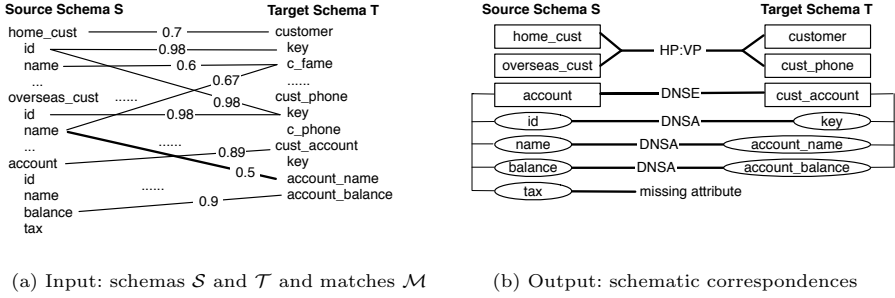 Source Schema S
Target Schema T
home_cust
0.7
customer
id
0.98
key
name
0.6
c_fame
...
0.67
......
overseas_cust
......
0.98
cust_phone
id
0.98
key
name
c_phone
...
......
0.89
cust_account
account
0.5
key
id
account_name
name
......
account_balance
balance
0.9
tax
(a) Input: schemas S and T and matches M
Source Schema S
Target Schema T
home_cust
customer
HP:VP
overseas_cust
cust_phone
account
DNSE
cust_account
id
DNSA
key
name
DNSA
account_name
balance
DNSA
account_balance
tax
missing attribute
(b) Output: schematic correspondences